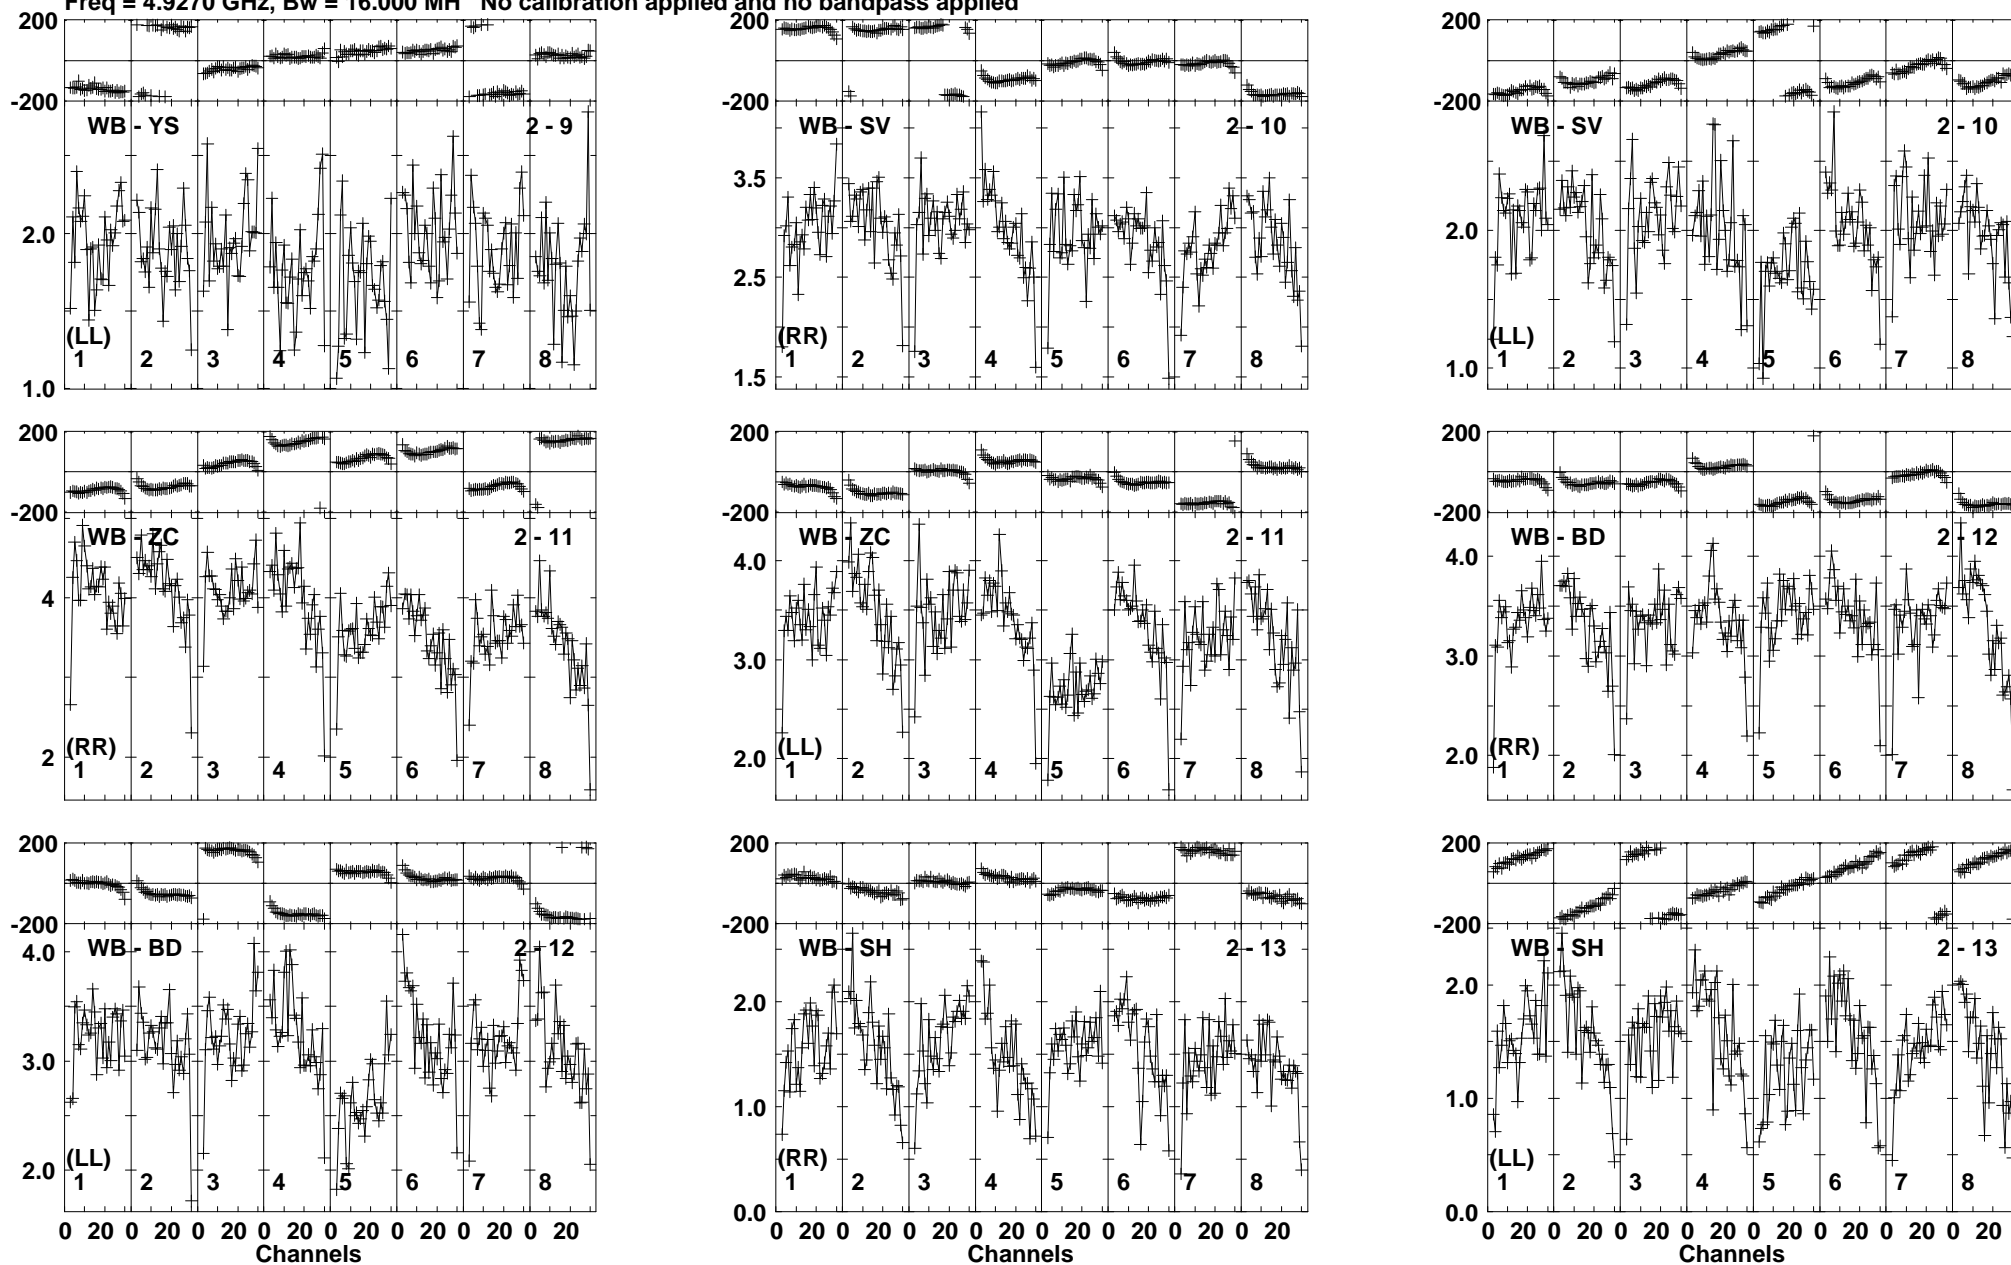 Freq = 4.9270 GHz, Bw = 16.000 MH No calibration applied and no bandpass applied
200 200 200
-200 -200 -200
WB - YS 2 - 9 WB - SV 2 - 10 WB - SV 2 - 10
3.5
2.0 2.0
2.5
(LL) (RR) (LL)
1 2 3 4 5 6 7 8 1 2 3 4 5 6 7 8 1 2 3 4 5 6 7 8
1.0 1.5 1.0
200 200 200
-200 -200 -200
WB - ZC 2 - 11 WB - ZC 2 - 11 WB - BD 2 - 12
4 4.0 4.0
3.0 3.0
2 2.0 2.0
(RR) (LL) (RR)
1 2 3 4 5 6 7 8 1 2 3 4 5 6 7 8 1 2 3 4 5 6 7 8
200 200 200
-200 -200 -200
WB - BD 2 - 12 WB - SH 2 - 13 WB - SH 2 - 13
4.0 2.0 2.0
3.0 1.0 1.0
2.0 0.0 0.0
(LL) (RR) (LL)
1 2 3 4 5 6 7 8 1 2 3 4 5 6 7 8 1 2 3 4 5 6 7 8
0 20 0 20 0 20 0 20 0 20 0 20 0 20 0 20 0 20 0 20 0 20 0 20 0 20 0 20 0 20 0 20 0 20 0 20 0 20 0 20 0 20 0 20 0 20 0 20
Channels Channels Channels